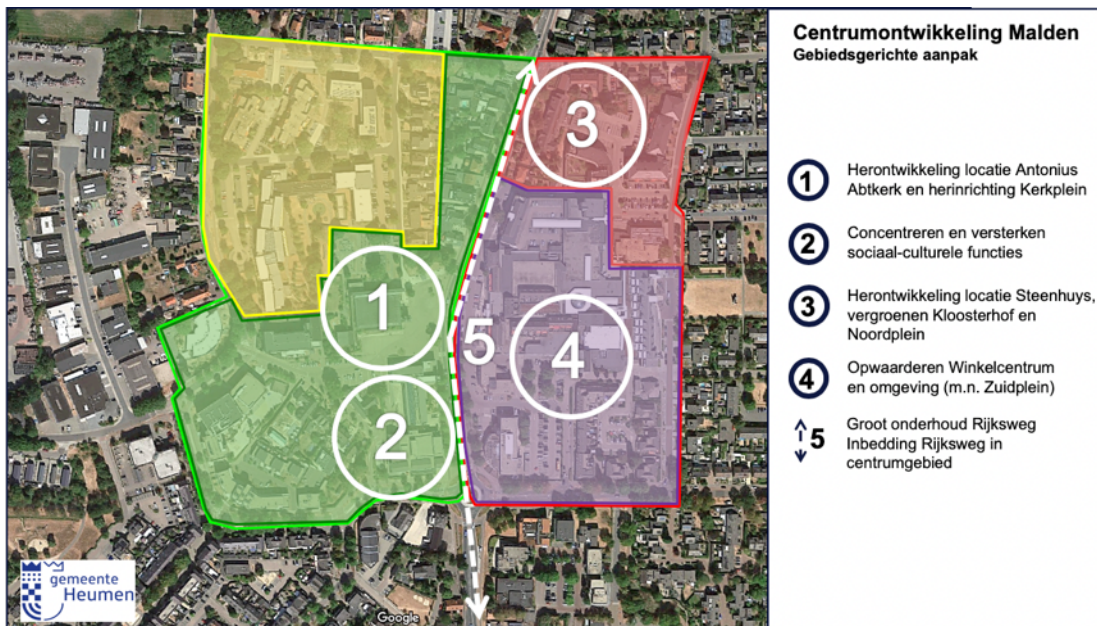 Centrumontwikkeling Malden
Gebiedsgerichte aanpak
1
2
3
4
5
1 Herontwikkeling locatie Antonius
Abtkerk en herinrichting Kerkplein
2 Concentreren en versterken
sociaal-culturele functies
3 Herontwikkeling locatie Steenhuys,
vergroenen Kloosterhof en
Noordplein
4 Opwaarderen Winkelcentrum
en omgeving (m.n. Zuidplein)
5 Groot onderhoud Rijksweg
Inbedding Rijksweg in
centrumgebied
gemeente
Heumen
Google